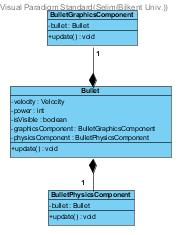 Visual Paradigm Standard(Selim(Bilkent Univ.))
BulletGraphicsComponent
-bullet : Bullet
+update() : void
1
Bullet
-velocity : Velocity
-power : int
-isVisible : boolean
-graphicsComponent : BulletGraphicsComponent
-physicsComponent : BulletPhysicsComponent
+update() : void
1
BulletPhysicsComponent
-bullet : Bullet
+update() : void